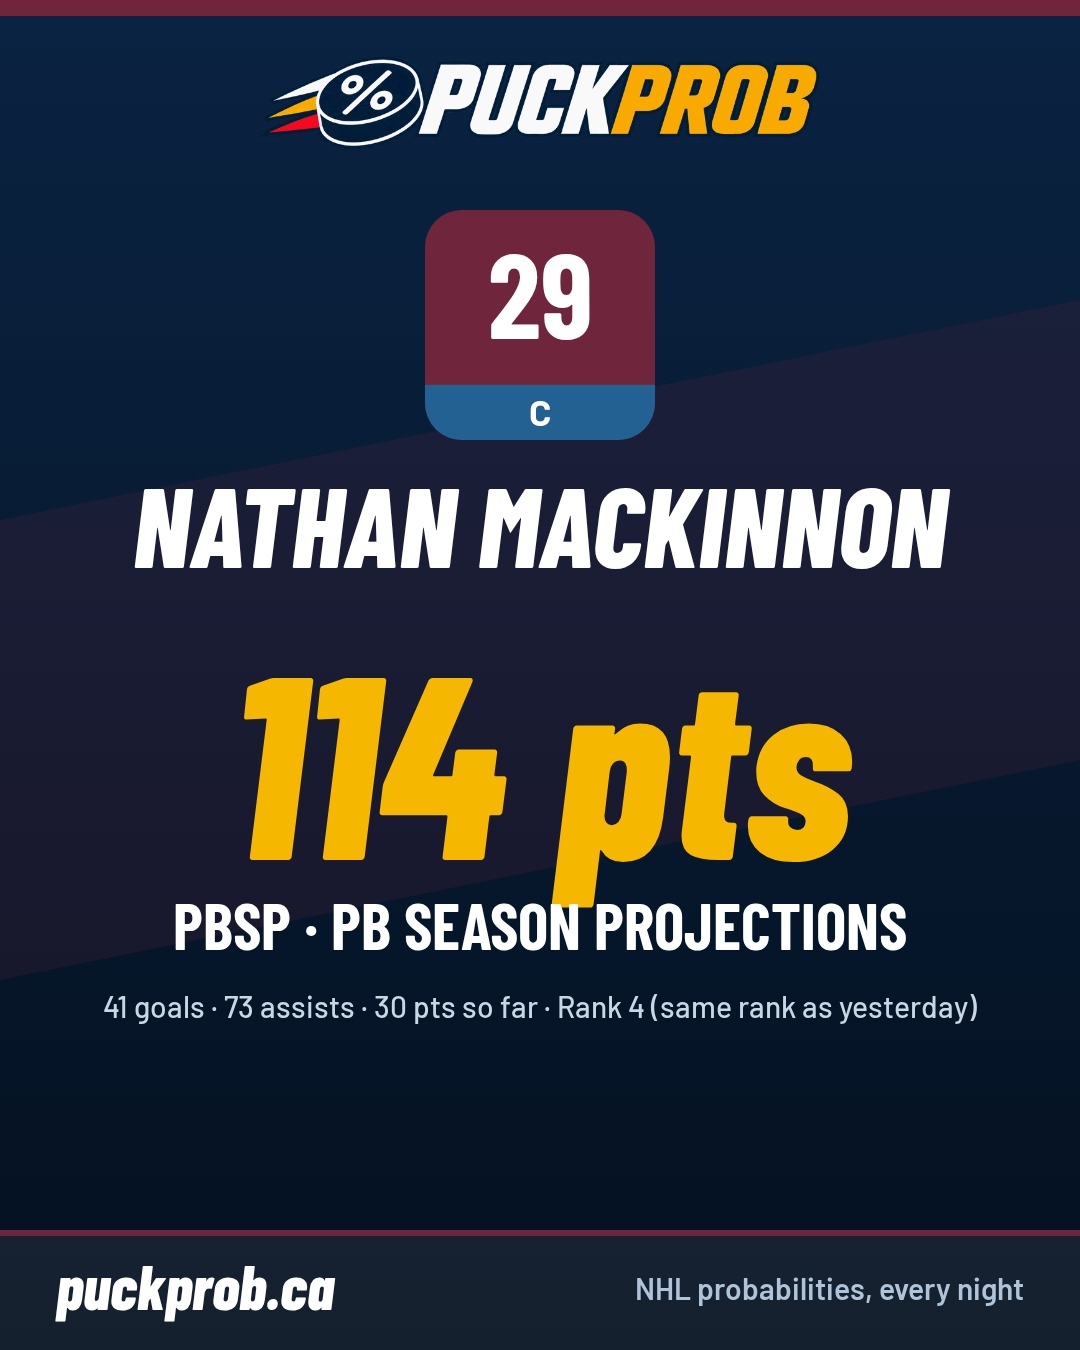 % PUCKPROB
29
C
NATHAN MACKINNON
114 pts
PBSP · PB SEASON PROJECTIONS
41 goals · 73 assists · 30 pts so far · Rank 4 (same rank as yesterday)
puckprob.ca
NHL probabilities, every night